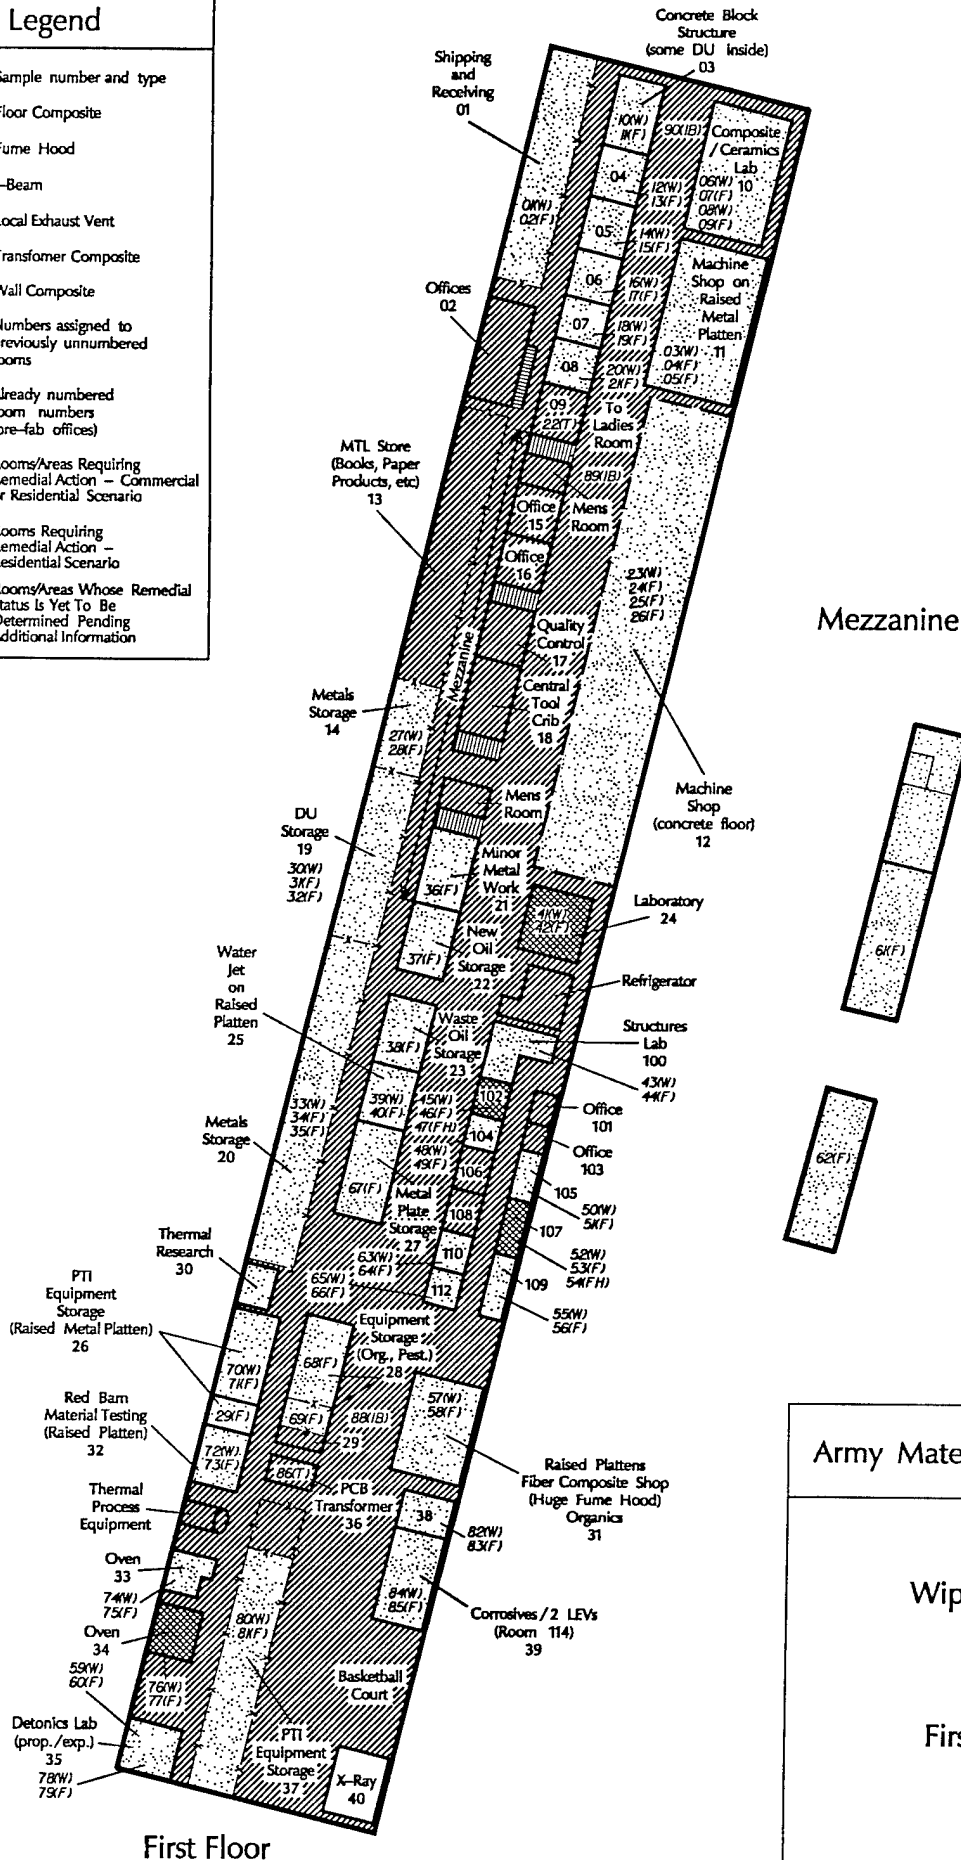 Legend
Sample number and type
Floor Composite
Fume Hood
I-Beam
Local Exhaust Vent
Transfomer Composite
Wall Composite
Numbers assigned to
previously unnumbered
rooms
Already numbered
room numbers
(pre-fab offices)
Rooms/Areas Requiring
Remedial Action – Commercial
or Residential Scenario
Rooms Requiring
Remedial Action –
Residential Scenario
Rooms/Areas Whose Remedial
Status Is Yet To Be
Determined Pending
Additional Information
Concrete Block
Structure
(some DU inside)
03
Shipping
and
Receiving
01
10(W)
11(F)
90(IB)
Composite
/Ceramics
Lab
10
06(W)
07(F)
08(W)
09(F)
04
12(W)
13(F)
01(W)
02(F)
05
14(W)
15(F)
Machine
Shop on
Raised
Metal
Platten
11
03(W)
04(F)
05(F)
06
16(W)
17(F)
Offices
02
07
18(W)
19(F)
08
20(W)
21(F)
09
22(T)
To
Ladies
Room
MTL Store
(Books, Paper
Products, etc)
13
89(IB)
Office
15
Mens
Room
Office
16
23(W)
24(F)
25(F)
26(F)
Mezzanine
Quality
Control
17
Mezzanine
Central
Tool
Crib
18
Metals
Storage
14
27(W)
28(F)
Machine
Shop
(concrete floor)
12
Mens
Room
DU
Storage
19
30(W)
31(F)
32(F)
Minor
Metal
Work
21
36(F)
Laboratory
24
41(W)
42(F)
New
Oil
Storage
22
37(F)
61(F)
Water
Jet
on
Raised
Platten
25
Refrigerator
Waste
Oil
Storage
23
38(F)
Structures
Lab
100
43(W)
44(F)
39(W)
40(F)
45(W)
46(F)
47(FH)
102
33(W)
34(F)
35(F)
Office
101
Metals
Storage
20
48(W)
49(F)
104
Office
103
62(F)
106
105
50(W)
51(F)
67(F)
Metal
Plate
Storage
27
108
107
52(W)
53(F)
54(FH)
Thermal
Research
30
63(W)
64(F)
110
109
65(W)
66(F)
112
55(W)
56(F)
PTI
Equipment
Storage
(Raised Metal Platten)
26
Equipment
Storage
(Org., Pest.)
28
70(W)
71(F)
68(F)
57(W)
58(F)
Red Barn
Material Testing
(Raised Platten)
32
29(F)
69(F)
88(IB)
29
Army Mate
72(W)
73(F)
86(T)
Raised Plattens
Fiber Composite Shop
(Huge Fume Hood)
Organics
31
Thermal
Process
Equipment
PCB
Transformer
36
38
82(W)
83(F)
Oven
33
74(W)
75(F)
84(W)
85(F)
Corrosives/2 LEVs
(Room 114)
39
Wip
Oven
34
80(W)
81(F)
59(W)
60(F)
76(W)
77(F)
Basketball
Court
Detonics Lab
(prop./exp.)
35
78(W)
79(F)
PTI
Equipment
Storage
37
Firs
X-Ray
40
First Floor